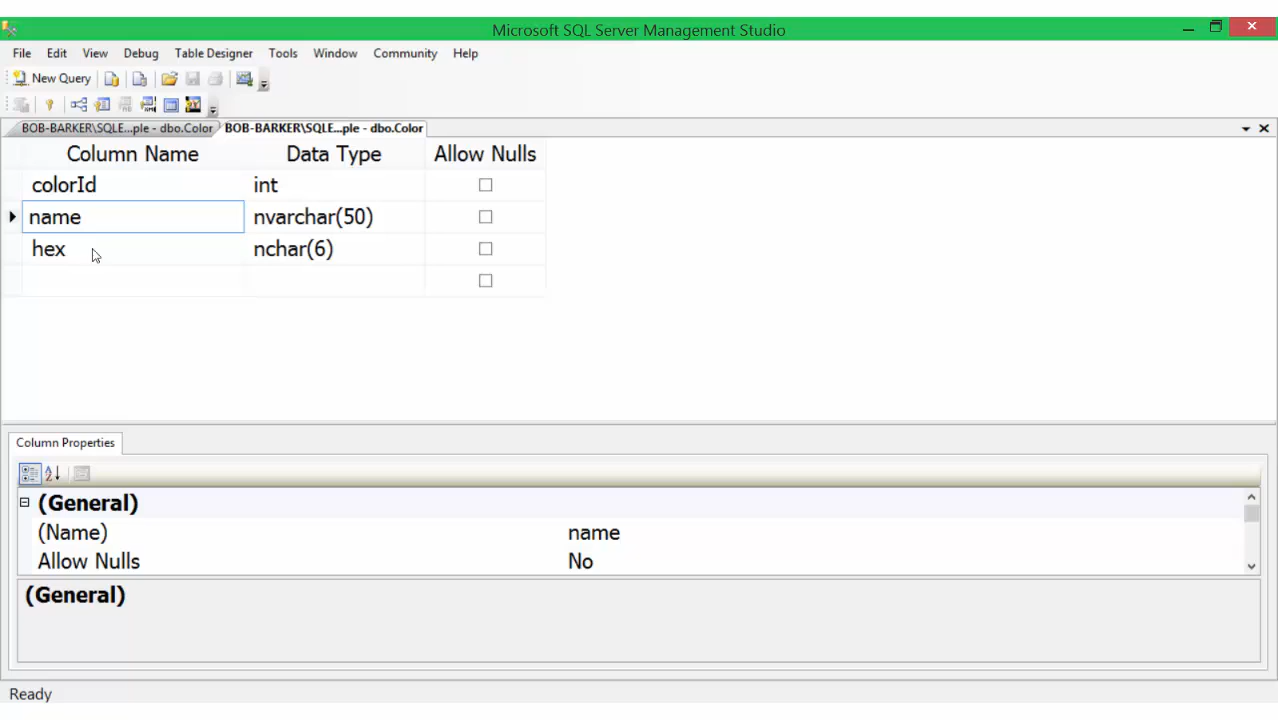 Microsoft SQL Server Management Studio
File Edit View Debug Table Designer Tools Window Community Help
New Query
BOB-BARKER\SQLE...ple - dbo.Color BOB-BARKER\SQLE...ple - dbo.Color
Column Name Data Type Allow Nulls
colorId int
name nvarchar(50)
hex nchar(6)
Column Properties
(General)
(Name) name
Allow Nulls No
(General)
Ready